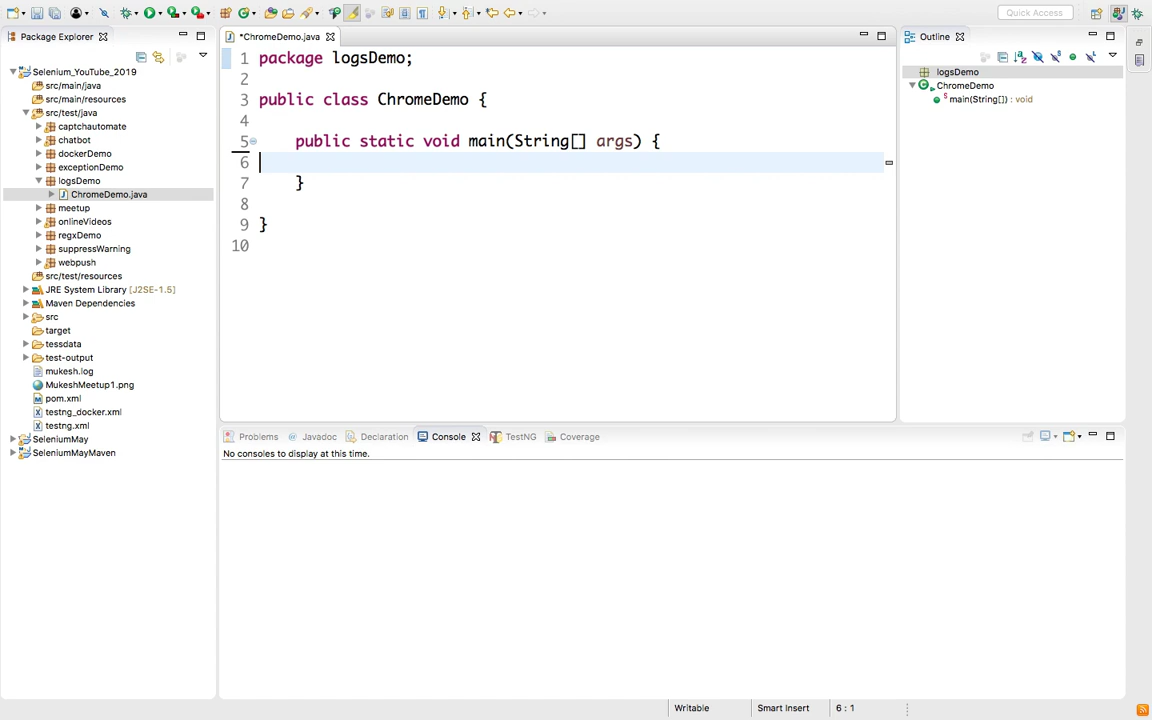 Quick Access
Package Explorer
Selenium_YouTube_2019
src/main/java
src/main/resources
src/test/java
captchautomate
chatbot
dockerDemo
exceptionDemo
logsDemo
ChromeDemo.java
meetup
onlineVideos
regxDemo
suppressWarning
webpush
src/test/resources
JRE System Library [J2SE-1.5]
Maven Dependencies
src
target
tessdata
test-output
mukesh.log
MukeshMeetup1.png
pom.xml
testng_docker.xml
testng.xml
SeleniumMay
SeleniumMayMaven
*ChromeDemo.java
1 package logsDemo;
2
3 public class ChromeDemo {
4
5 public static void main(String[] args) {
6
7 }
8
9 }
10
Outline
logsDemo
ChromeDemo
main(String[]) : void
Problems Javadoc Declaration Console TestNG Coverage
No consoles to display at this time.
Writable Smart Insert 6 : 1